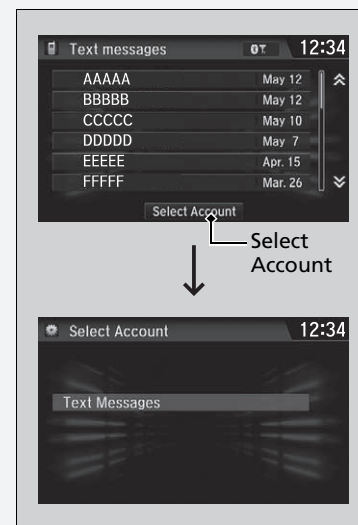 Text messages 12:34
AAAAA May 12
BBBBB May 12
CCCCC May 10
DDDDD May 7
EEEEE Apr. 15
FFFFF Mar. 26
Select Account
Select
Account
Select Account 12:34
Text Messages